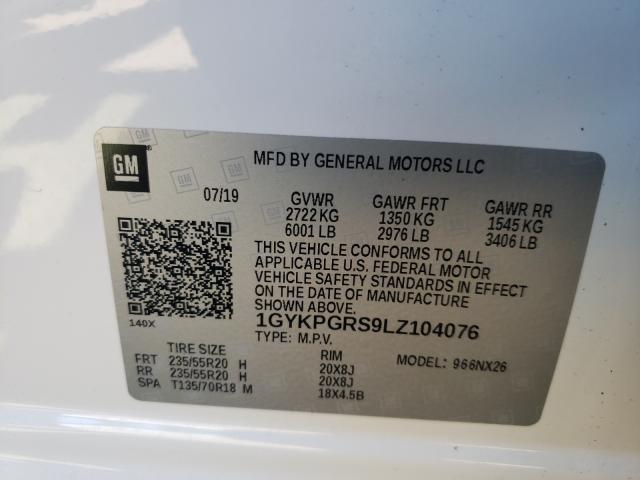 GM
MFD BY GENERAL MOTORS LLC
07/19 GVWR GAWR FRT GAWR RR
2722 KG 1350 KG 1545 KG
6001 LB 2976 LB 3406 LB
THIS VEHICLE CONFORMS TO ALL
APPLICABLE U.S. FEDERAL MOTOR
VEHICLE SAFETY STANDARDS IN EFFECT
ON THE DATE OF MANUFACTURE
SHOWN ABOVE.
140X
1GYKPGRS9LZ104076
TYPE: M.P.V.
TIRE SIZE RIM MODEL: 966NX26
FRT 235/55R20 H 20X8J
RR 235/55R20 H 20X8J
SPA T135/70R18 M 18X4.5B